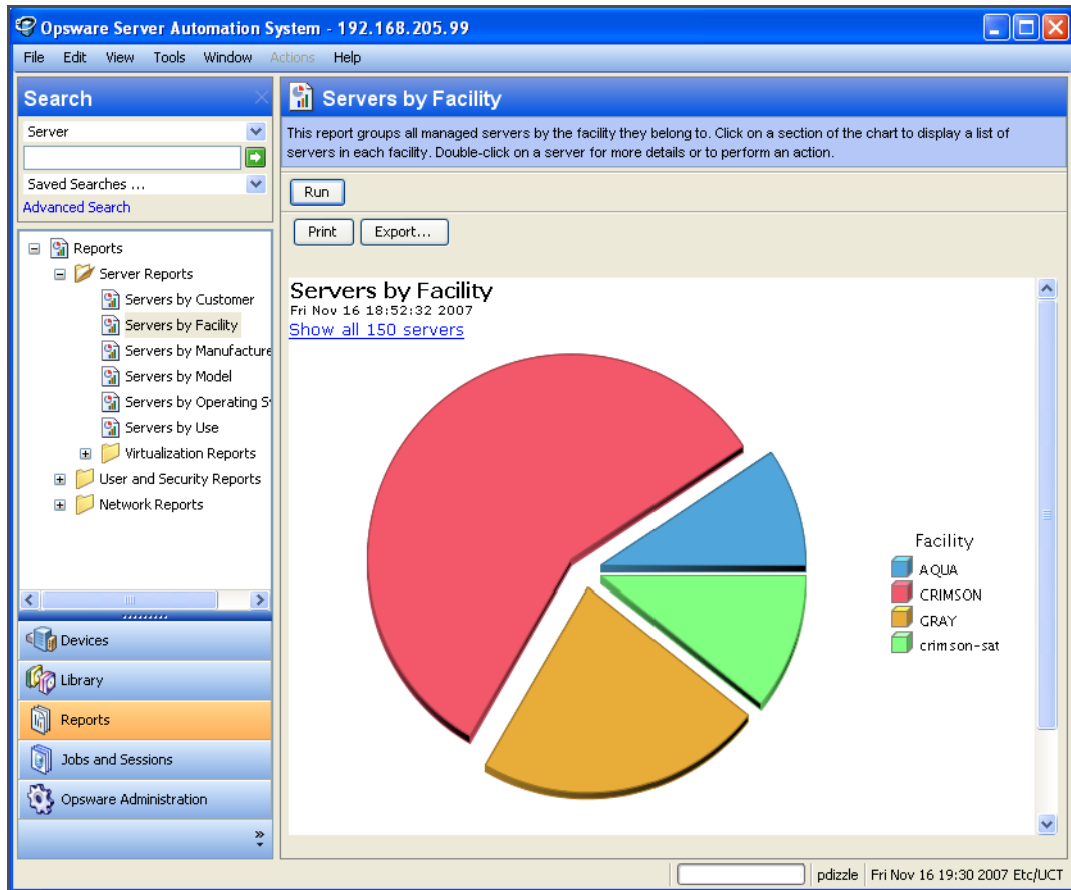 Opsware Server Automation System - 192.168.205.99
File Edit View Tools Window Actions Help
Search
Server
Saved Searches ...
Advanced Search
Reports
Server Reports
Servers by Customer
Servers by Facility
Servers by Manufacture
Servers by Model
Servers by Operating Sy
Servers by Use
Virtualization Reports
User and Security Reports
Network Reports
Devices
Library
Reports
Jobs and Sessions
Opsware Administration
Servers by Facility
This report groups all managed servers by the facility they belong to. Click on a section of the chart to display a list of
servers in each facility. Double-click on a server for more details or to perform an action.
Run
Print Export...
Servers by Facility
Fri Nov 16 18:52:32 2007
Show all 150 servers
Facility
AQUA
CRIMSON
GRAY
crimson-sat
pdizzle Fri Nov 16 19:30 2007 Etc/UCT